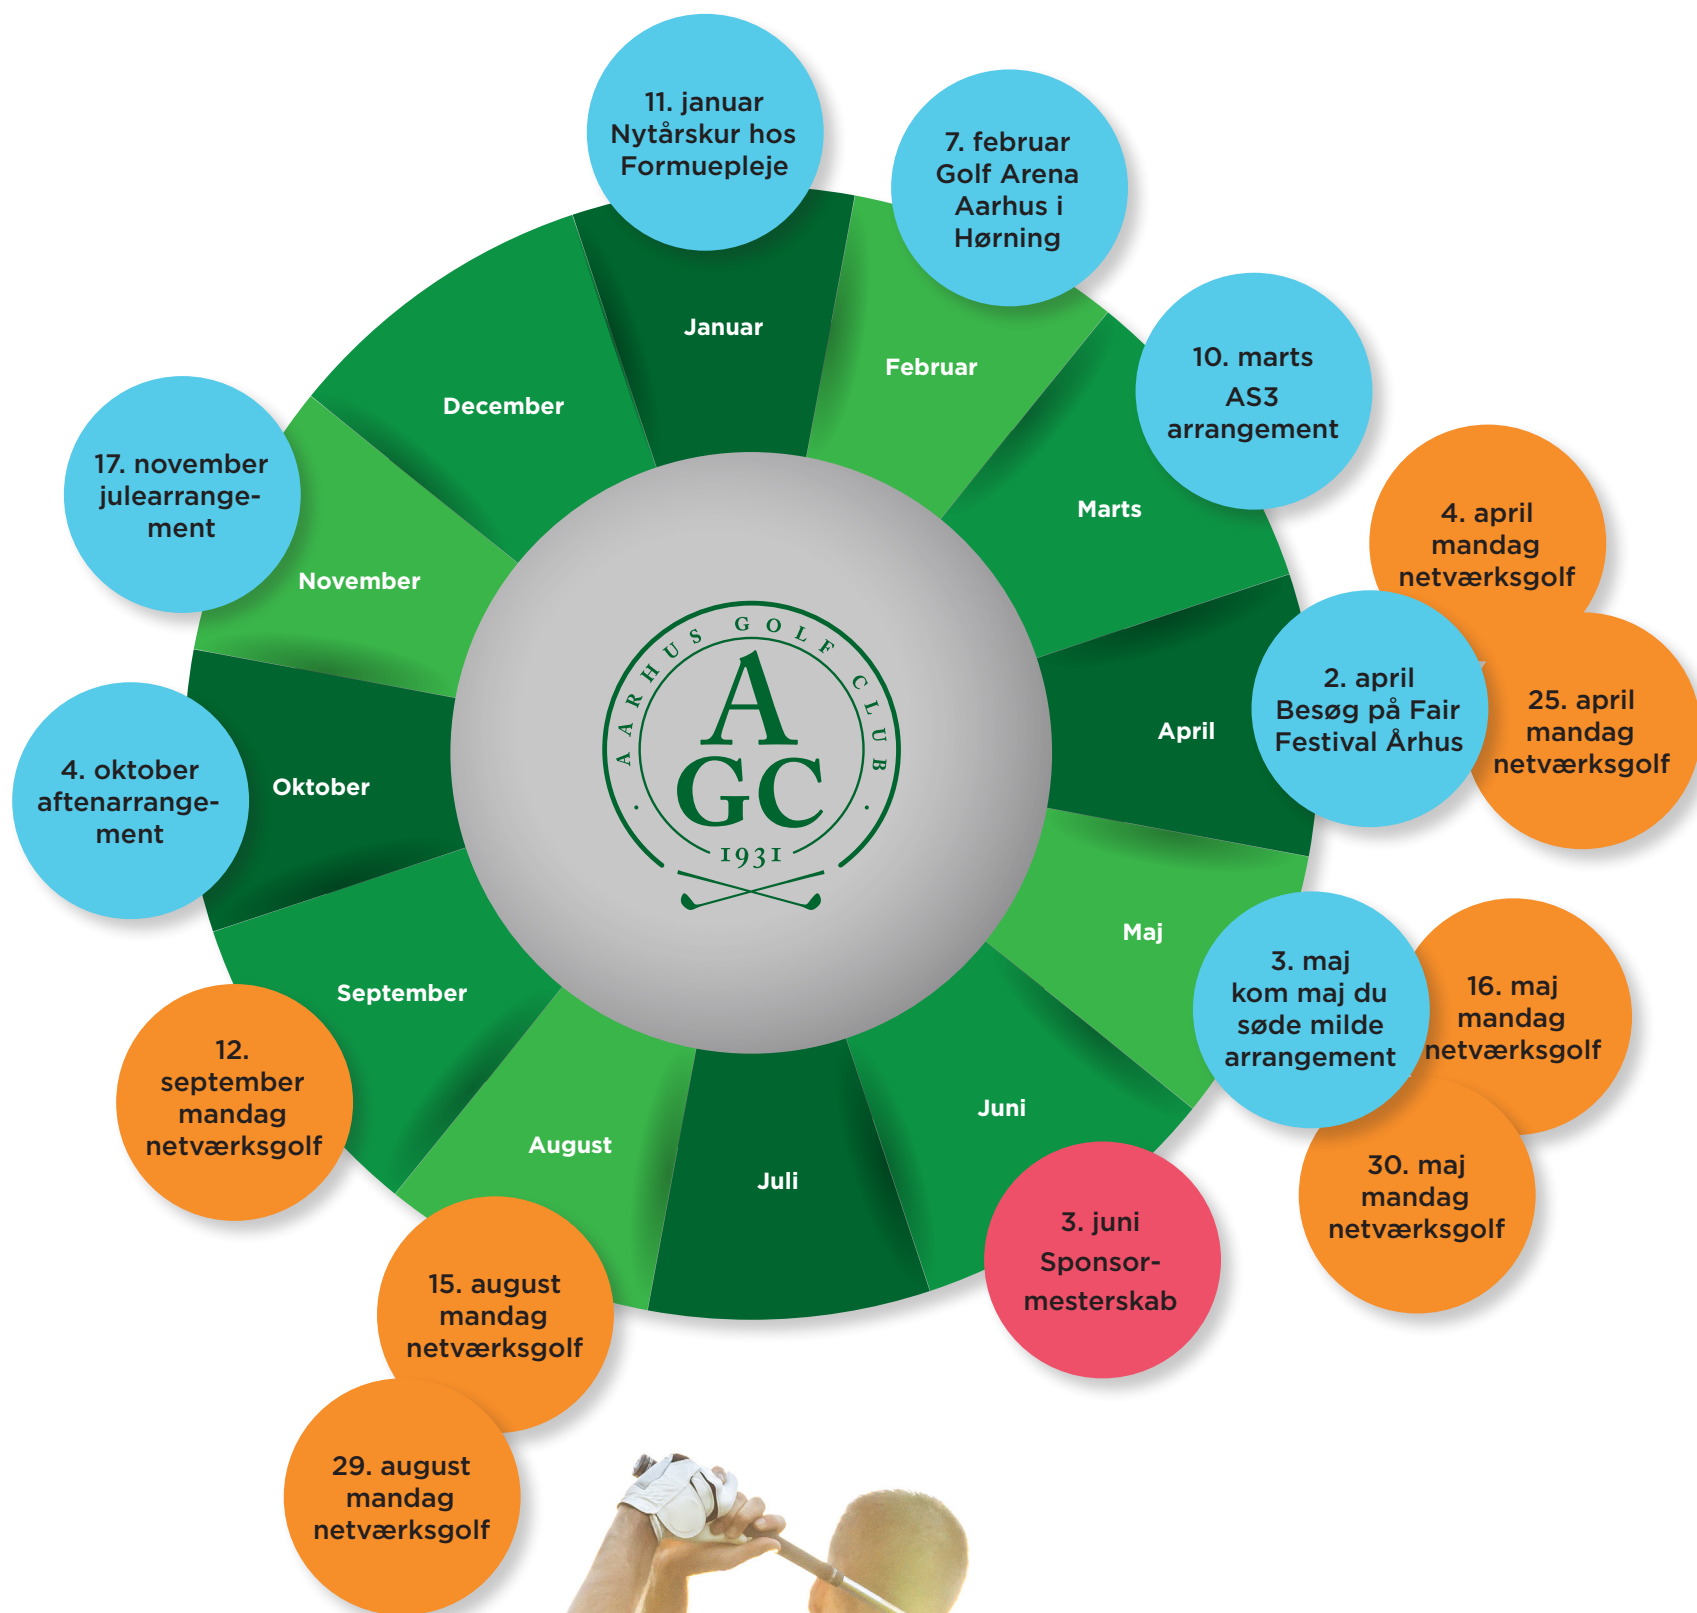 11. januar
Nytårskur hos
Formuepleje
7. februar
Golf Arena
Aarhus i
Hørning
10. marts
AS3
arrangement
4. april
mandag
netværksgolf
2. april
Besøg på Fair
Festival Århus
25. april
mandag
netværksgolf
3. maj
kom maj du
søde milde
arrangement
16. maj
mandag
netværksgolf
30. maj
mandag
netværksgolf
3. juni
Sponsor-
mesterskab
15. august
mandag
netværksgolf
29. august
mandag
netværksgolf
12.
september
mandag
netværksgolf
4. oktober
aftenarrange-
ment
17. november
julearrange-
ment
Januar
Februar
Marts
April
Maj
Juni
Juli
August
September
Oktober
November
December
· AARHUS GOLF CLUB ·
A
GC
1931